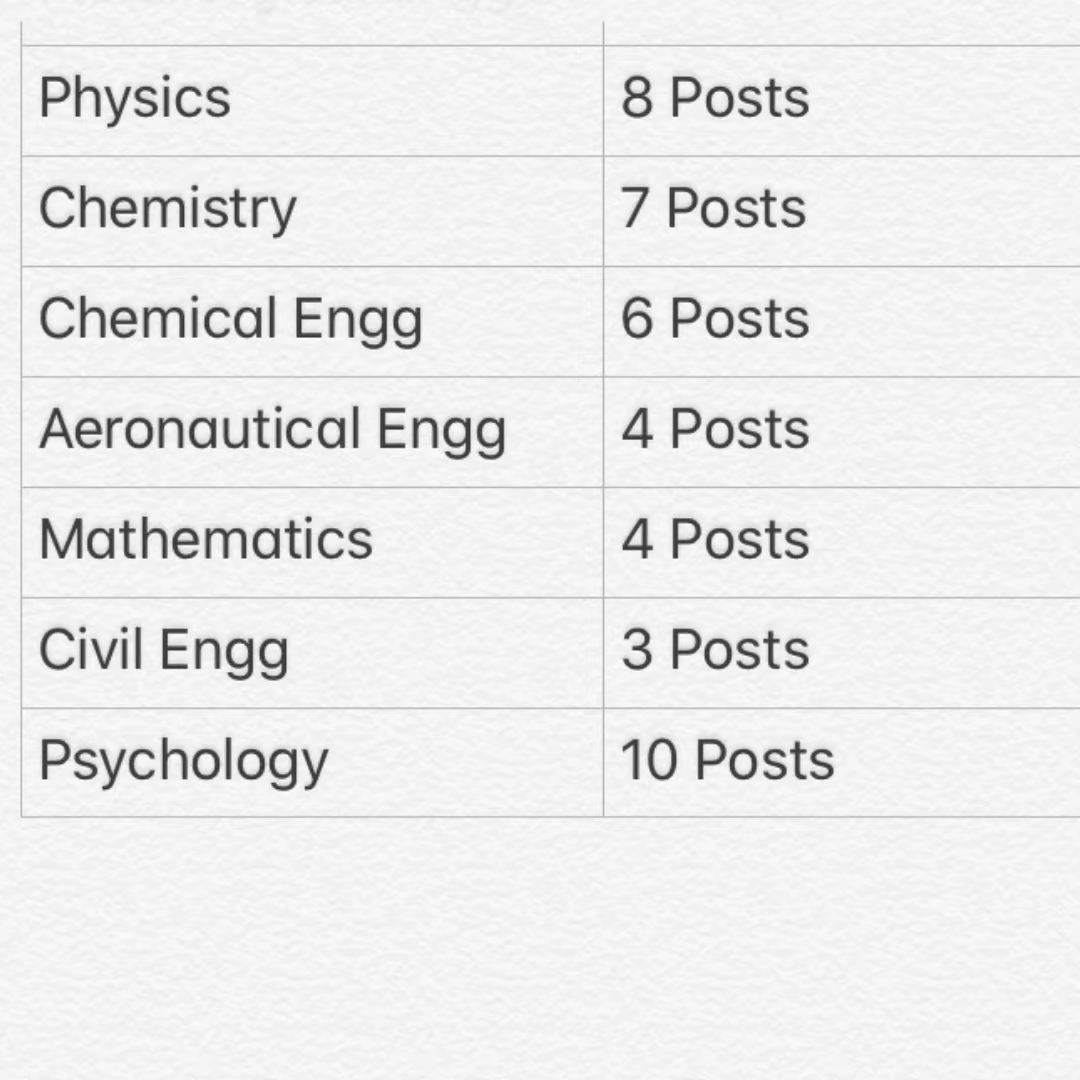 Physics 8 Posts
Chemistry 7 Posts
Chemical Engg 6 Posts
Aeronautical Engg 4 Posts
Mathematics 4 Posts
Civil Engg 3 Posts
Psychology 10 Posts